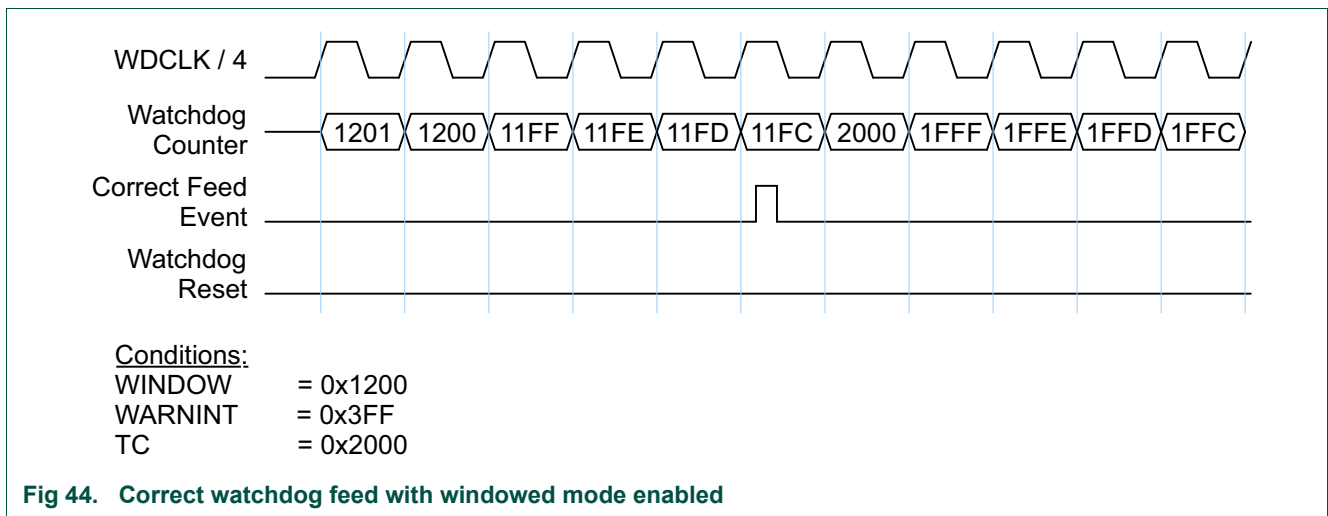 WDCLK / 4
Watchdog
Counter
1201 1200 11FF 11FE 11FD 11FC 2000 1FFF 1FFE 1FFD 1FFC
Correct Feed
Event
Watchdog
Reset
Conditions:
WINDOW = 0x1200
WARNINT = 0x3FF
TC = 0x2000
Fig 44. Correct watchdog feed with windowed mode enabled